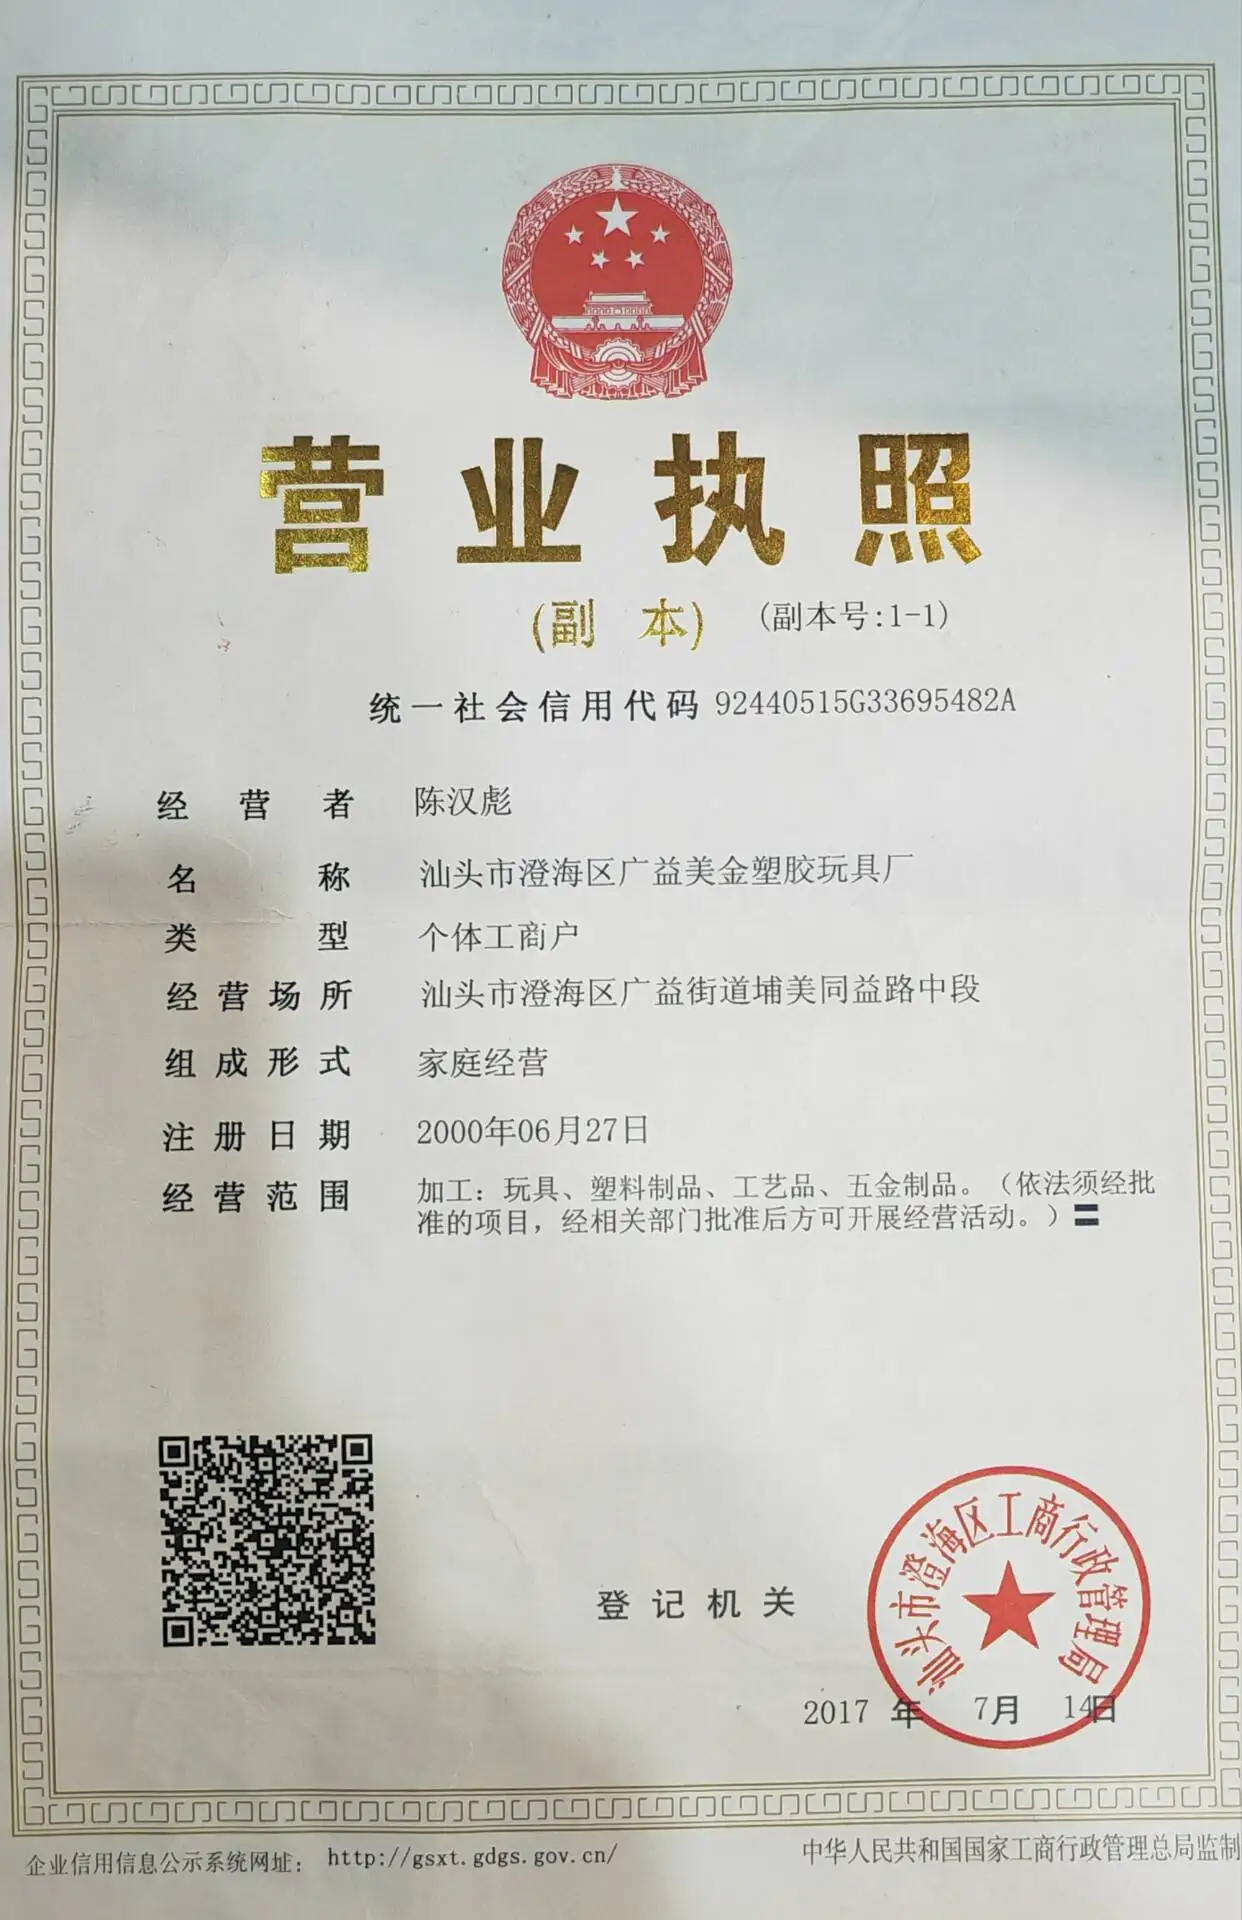 营业执照
(副 本) (副本号:1-1)
统一社会信用代码 92440515G33695482A
经营者 陈汉彪
名称 汕头市澄海区广益美金塑胶玩具厂
类型 个体工商户
经营场所 汕头市澄海区广益街道埔美同益路中段
组成形式 家庭经营
注册日期 2000年06月27日
经营范围 加工：玩具、塑料制品、工艺品、五金制品。（依法须经批
准的项目，经相关部门批准后方可开展经营活动。）
登记机关
汕头市澄海区工商行政管理局
2017 年 7月 14日
企业信用信息公示系统网址： http://gsxt.gdgs.gov.cn/
中华人民共和国国家工商行政管理总局监制